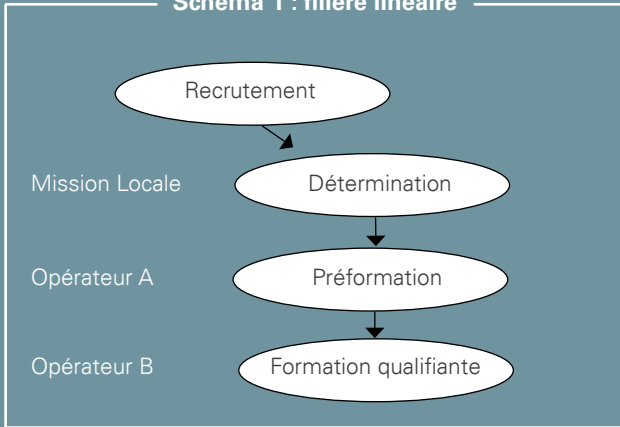 Schéma 1 : filière linéaire
Recrutement
Mission Locale Détermination
Opérateur A Préformation
Opérateur B Formation qualifiante